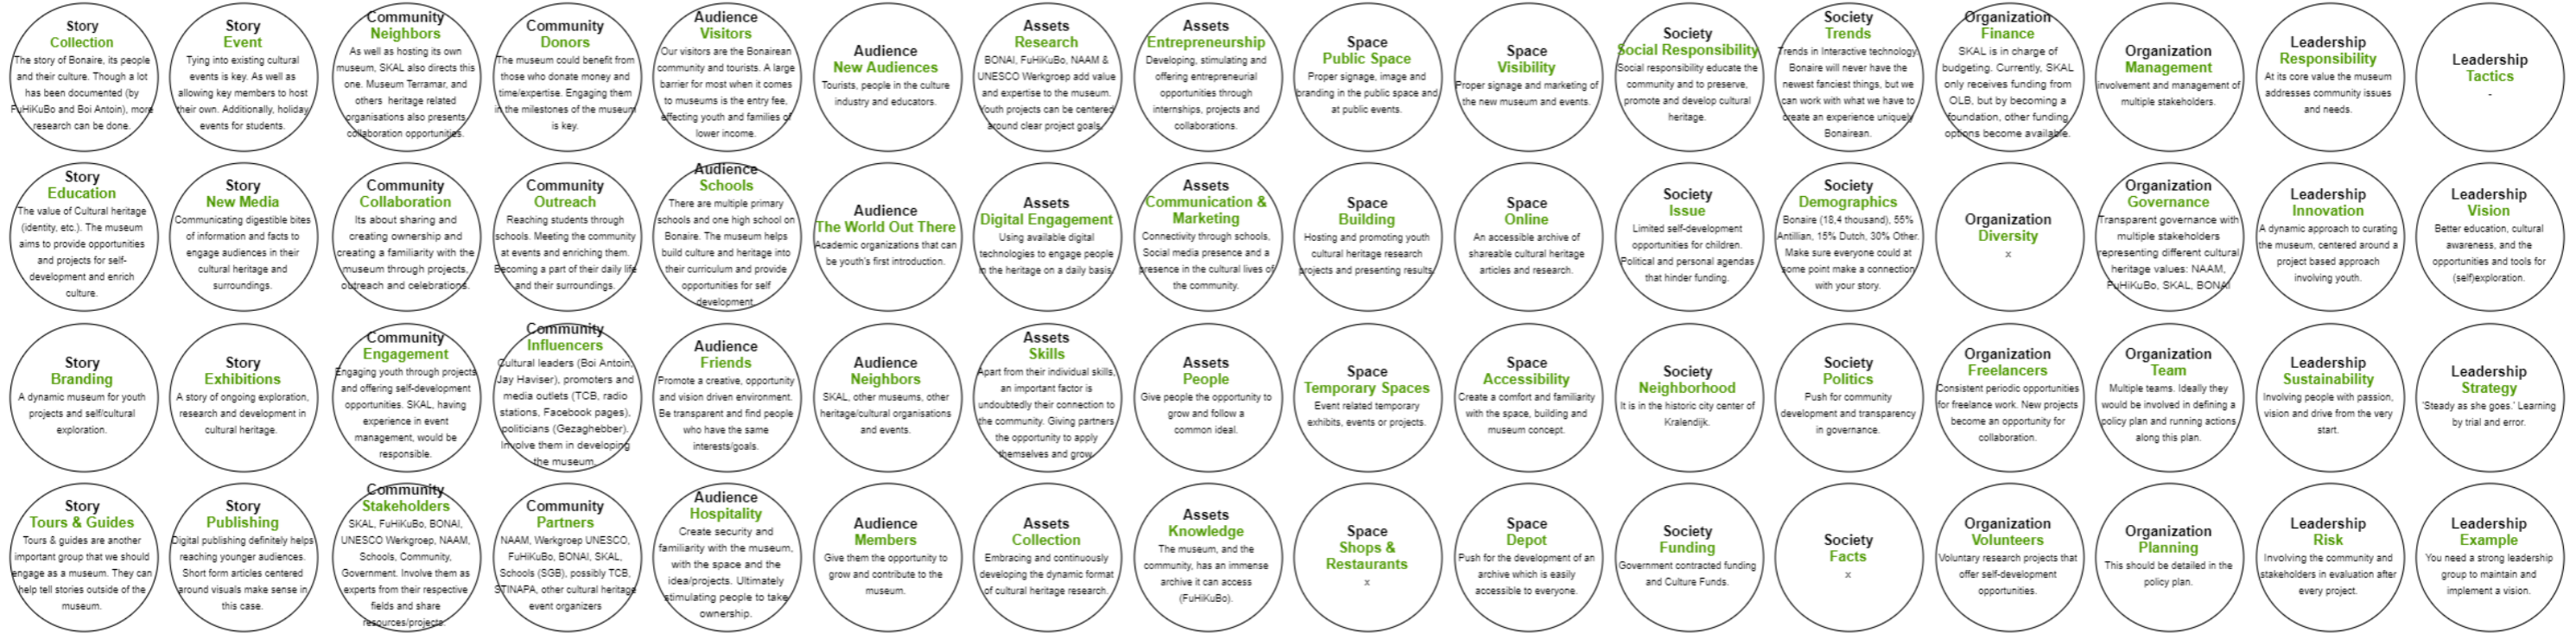 Story
Collection
The story of Bonaire, its people
and their culture. Though a lot
has been documented (by
FuHiKuBo and Boi Antoin), more
research can be done.
Story
Event
Tying into existing cultural
events is key. As well as
allowing key members to host
their own. Additionally, holiday
events for students.
Community
Neighbors
As well as hosting its own
museum, SKAL also directs this
one. Museum Terramar, and
others heritage related
organisations also presents
collaboration opportunities.
Community
Donors
The museum could benefit from
those who donate money and
time/expertise. Engaging them
in the milestones of the museum
is key.
Audience
Visitors
Our visitors are the Bonairean
community and tourists. A large
barrier for most when it comes
to museums is the entry fee,
effecting youth and families of
lower income.
Audience
New Audiences
Tourists, people in the culture
industry and educators.
Assets
Research
BONAI, FuHiKuBo, NAAM &
UNESCO Werkgroep add value
and expertise to the museum.
Youth projects can be centered
around clear project goals.
Assets
Entrepreneurship
Developing, stimulating and
offering entrepreneurial
opportunities through
internships, projects and
collaborations.
Space
Public Space
Proper signage, image and
branding in the public space and
at public events.
Space
Visibility
Proper signage and marketing of
the new museum and events.
Society
Social Responsibility
Social responsibility educate the
community and to preserve,
promote and develop cultural
heritage.
Society
Trends
Trends in Interactive technology.
Bonaire will never have the
newest fanciest things, but we
can work with what we have to
create an experience uniquely
Bonairean.
Organization
Finance
SKAL is in charge of
budgeting. Currently, SKAL
only receives funding from
OLB, but by becoming a
foundation, other funding
options become available.
Organization
Management
involvement and management of
multiple stakeholders.
Leadership
Responsibility
At its core value the museum
addresses community issues
and needs.
Leadership
Tactics
-
Story
Education
The value of Cultural heritage
(identity, etc.). The museum
aims to provide opportunities
and projects for self-
development and enrich
culture.
Story
New Media
Communicating digestible bites
of information and facts to
engage audiences in their
cultural heritage and
surroundings.
Community
Collaboration
Its about sharing and
creating ownership and
creating a familiarity with the
museum through projects,
outreach and celebrations.
Community
Outreach
Reaching students through
schools. Meeting the community
at events and enriching them.
Becoming a part of their daily life
and their surroundings.
Audience
Schools
There are multiple primary
schools and one high school on
Bonaire. The museum helps
build culture and heritage into
their curriculum and provide
opportunities for self
development.
Audience
The World Out There
Academic organizations that can
be youth's first introduction.
Assets
Digital Engagement
Using available digital
technologies to engage people
in the heritage on a daily basis.
Assets
Communication &
Marketing
Connectivity through schools,
Social media presence and a
presence in the cultural lives of
the community.
Space
Building
Hosting and promoting youth
cultural heritage research
projects and presenting results.
Space
Online
An accessible archive of
shareable cultural heritage
articles and research.
Society
Issue
Limited self-development
opportunities for children.
Political and personal agendas
that hinder funding.
Society
Demographics
Bonaire (18,4 thousand), 55%
Antillian, 15% Dutch, 30% Other.
Make sure everyone could at
some point make a connection
with your story.
Organization
Diversity
x
Organization
Governance
Transparent governance with
multiple stakeholders
representing different cultural
heritage values: NAAM,
FuHiKuBo, SKAL, BONAI
Leadership
Innovation
A dynamic approach to curating
the museum, centered around a
project based approach
involving youth.
Leadership
Vision
Better education, cultural
awareness, and the
opportunities and tools for
(self)exploration.
Story
Branding
A dynamic museum for youth
projects and self/cultural
exploration.
Story
Exhibitions
A story of ongoing exploration,
research and development in
cultural heritage.
Community
Engagement
Engaging youth through projects
and offering self-development
opportunities. SKAL, having
experience in event
management, would be
responsible.
Community
Influencers
Cultural leaders (Boi Antoin,
Jay Haviser), promoters and
media outlets (TCB, radio
stations, Facebook pages),
politicians (Gezaghebber).
Involve them in developing
the museum.
Audience
Friends
Promote a creative, opportunity
and vision driven environment.
Be transparent and find people
who have the same
interests/goals.
Audience
Neighbors
SKAL, other museums, other
heritage/cultural organisations
and events.
Assets
Skills
Apart from their individual skills,
an important factor is
undoubtedly their connection to
the community. Giving partners
the opportunity to apply
themselves and grow.
Assets
People
Give people the opportunity to
grow and follow a
common ideal.
Space
Temporary Spaces
Event related temporary
exhibits, events or projects.
Space
Accessibility
Create a comfort and familiarity
with the space, building and
museum concept.
Society
Neighborhood
It is in the historic city center of
Kralendijk.
Society
Politics
Push for community
development and transparency
in governance.
Organization
Freelancers
Consistent periodic opportunities
for freelance work. New projects
become an opportunity for
collaboration.
Organization
Team
Multiple teams. Ideally they
would be involved in defining a
policy plan and running actions
along this plan.
Leadership
Sustainability
Involving people with passion,
vision and drive from the very
start.
Leadership
Strategy
'Steady as she goes.' Learning
by trial and error.
Story
Tours & Guides
Tours & guides are another
important group that we should
engage as a museum. They can
help tell stories outside of the
museum.
Story
Publishing
Digital publishing definitely helps
reaching younger audiences.
Short form articles centered
around visuals make sense in
this case.
Community
Stakeholders
SKAL, FuHiKuBo, BONAI,
UNESCO Werkgroep, NAAM,
Schools, Community,
Government. Involve them as
experts from their respective
fields and share
resources/projects.
Community
Partners
NAAM, Werkgroep UNESCO,
FuHiKuBo, BONAI, SKAL,
Schools (SGB), possibly TCB,
STINAPA, other cultural heritage
event organizers
Audience
Hospitality
Create security and
familiarity with the museum,
with the space and the
idea/projects. Ultimately
stimulating people to take
ownership.
Audience
Members
Give them the opportunity to
grow and contribute to the
museum.
Assets
Collection
Embracing and continuously
developing the dynamic format
of cultural heritage research.
Assets
Knowledge
The museum, and the
community, has an immense
archive it can access
(FuHiKuBo).
Space
Shops &
Restaurants
x
Space
Depot
Push for the development of an
archive which is easily
accessible to everyone.
Society
Funding
Government contracted funding
and Culture Funds.
Society
Facts
x
Organization
Volunteers
Voluntary research projects that
offer self-development
opportunities.
Organization
Planning
This should be detailed in the
policy plan.
Leadership
Risk
Involving the community and
stakeholders in evaluation after
every project.
Leadership
Example
You need a strong leadership
group to maintain and
implement a vision.